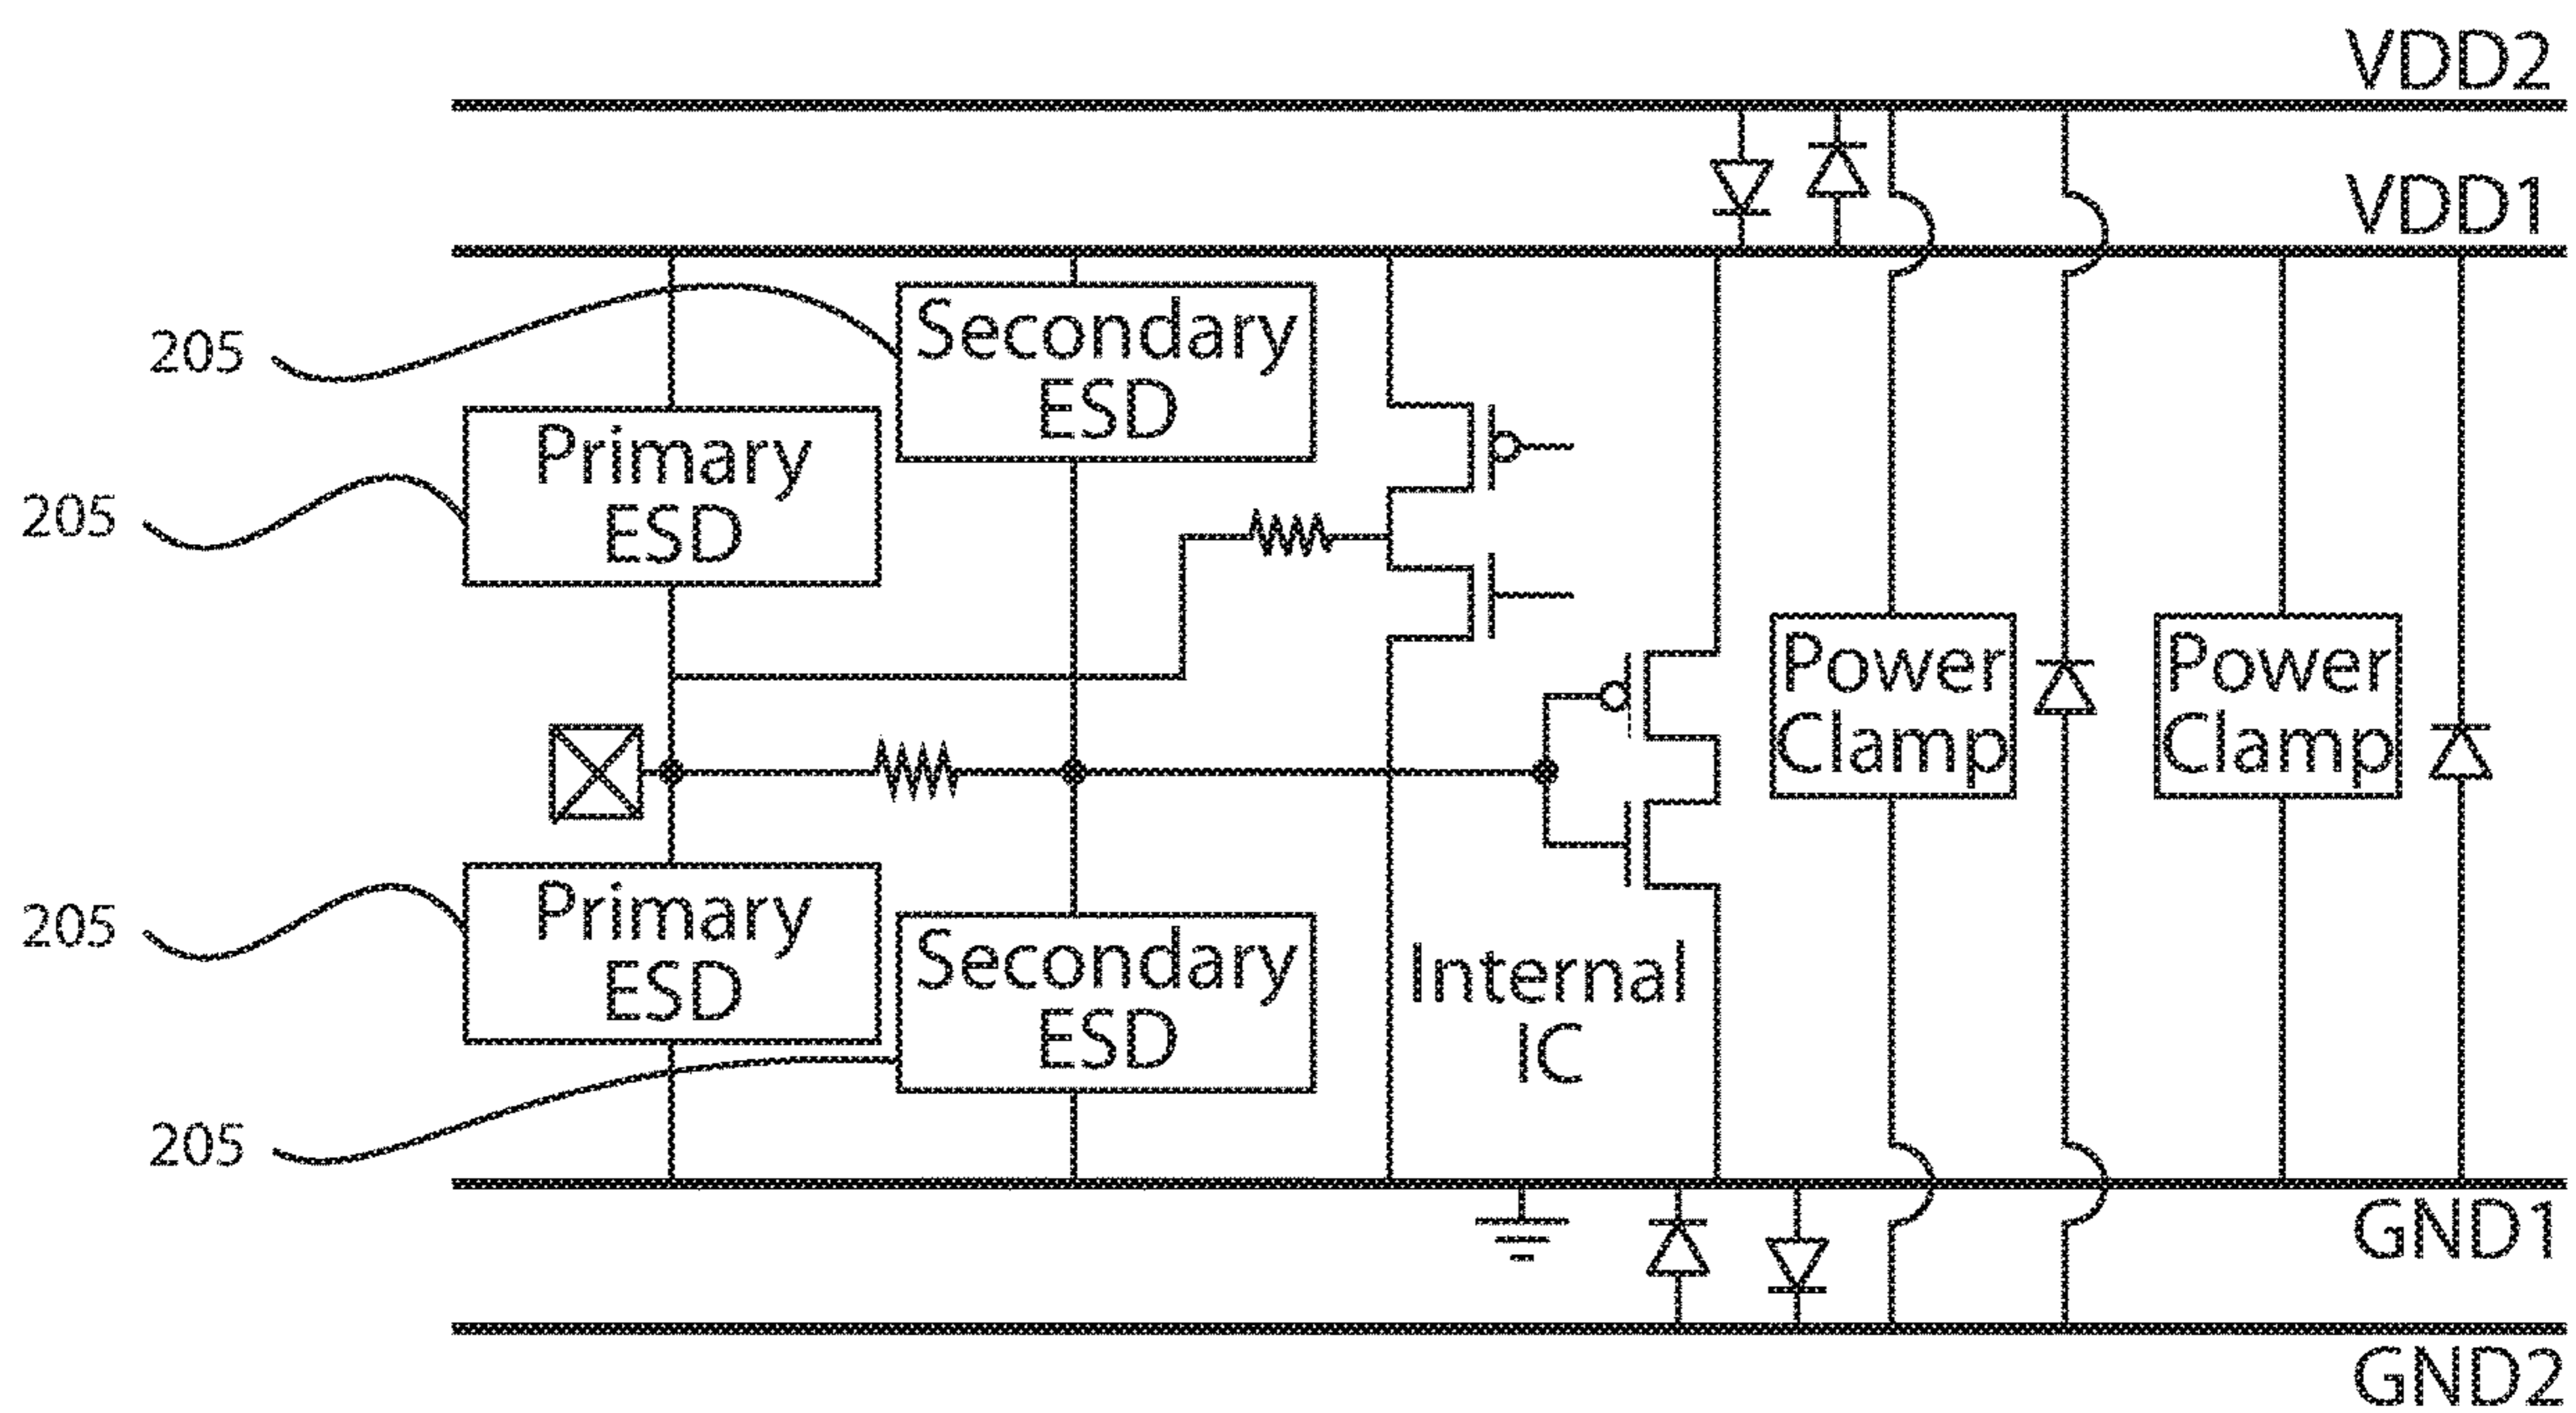 VDD2
VDD1
205
Secondary
ESD
205
Primary
ESD
Power
Clamp
Power
Clamp
205
Primary
ESD
Secondary
ESD
Internal
IC
205
GND1
GND2